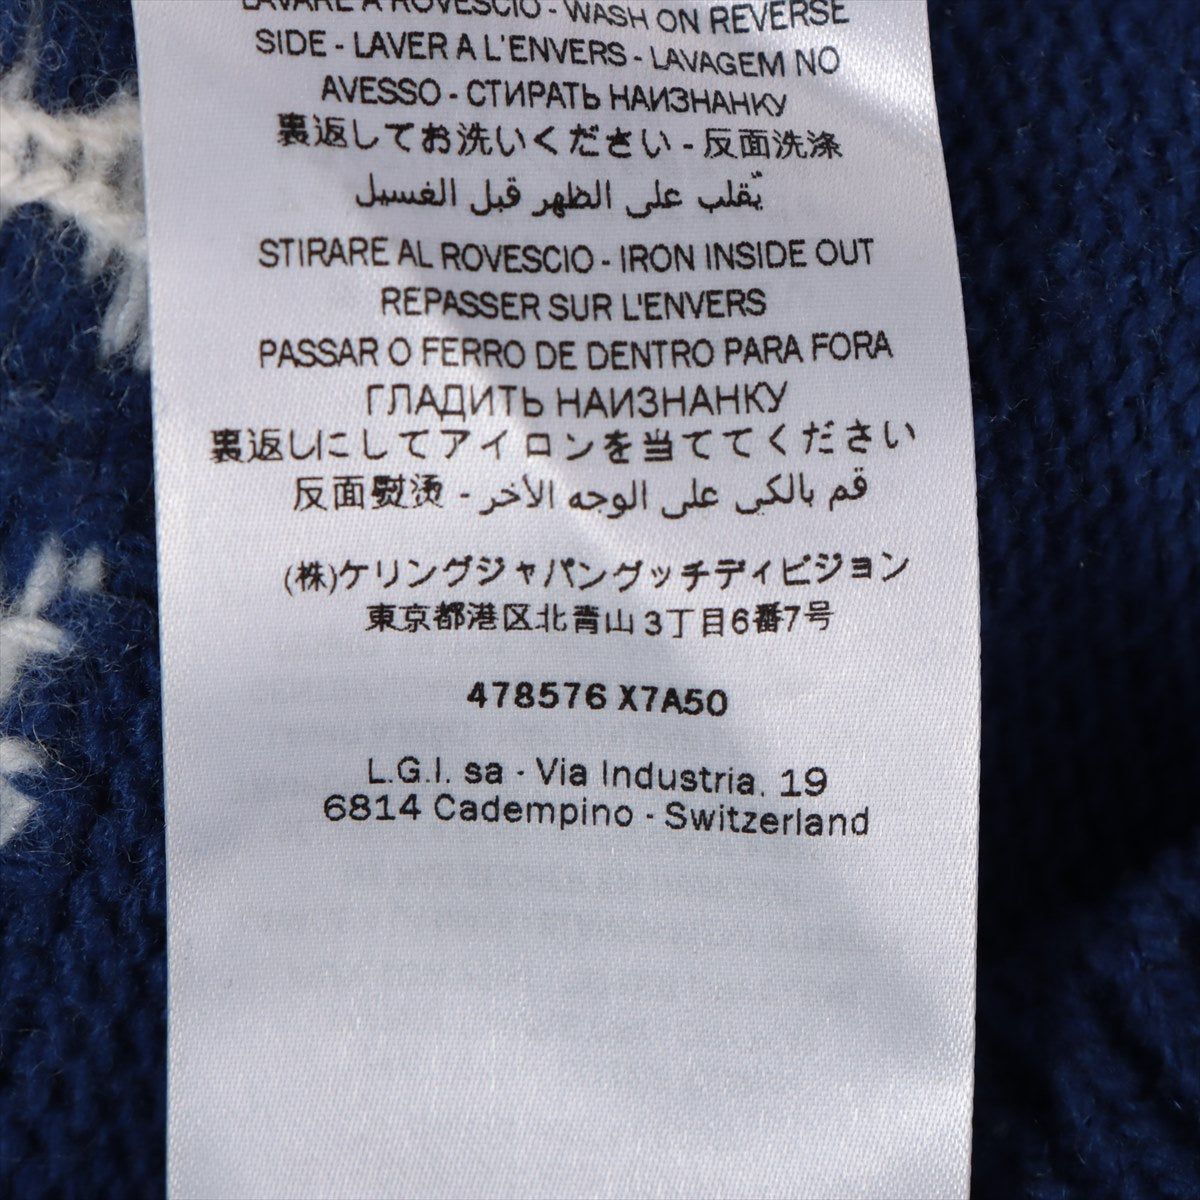 LAVARE A ROVESCIO - WASH ON REVERSE
SIDE - LAVER A L'ENVERS - LAVAGEM NO
AVESSO - СТИРАТЬ НАИЗНАНКУ
裏返してお洗いください - 反面洗涤
يُقلب على الظهر قبل الغسيل
STIRARE AL ROVESCIO - IRON INSIDE OUT
REPASSER SUR L'ENVERS
PASSAR O FERRO DE DENTRO PARA FORA
ГЛАДИТЬ НАИЗНАНКУ
裏返しにしてアイロンを当ててください
反面熨烫 - قم بالكي على الوجه الآخر
(株)ケリングジャパングッチディビジョン
東京都港区北青山 3丁目6番7号
478576 X7A50
L.G.I. sa - Via Industria, 19
6814 Cadempino - Switzerland